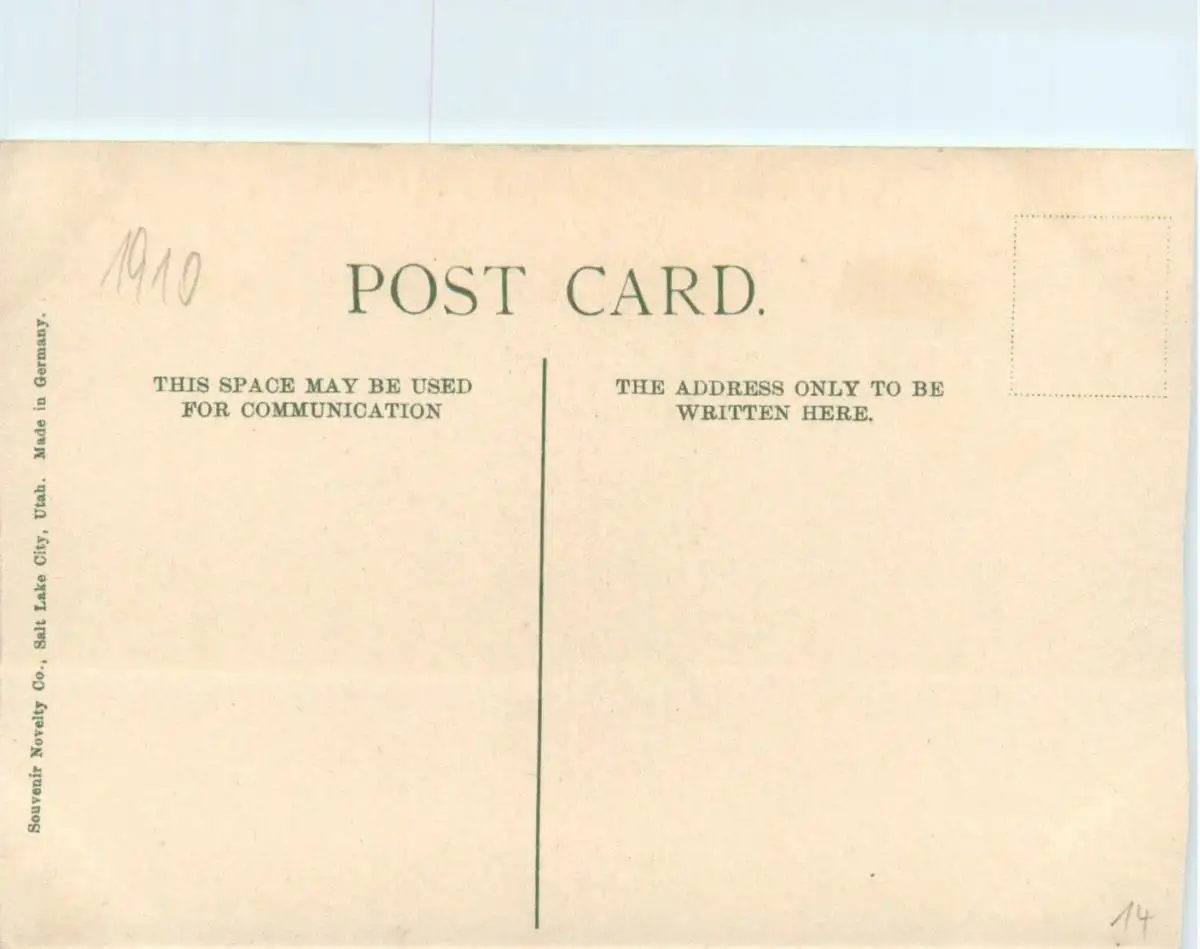 1910
POST CARD.
THIS SPACE MAY BE USED
FOR COMMUNICATION
THE ADDRESS ONLY TO BE
WRITTEN HERE.
Souvenir Novelty Co., Salt Lake City, Utah. Made in Germany.
14